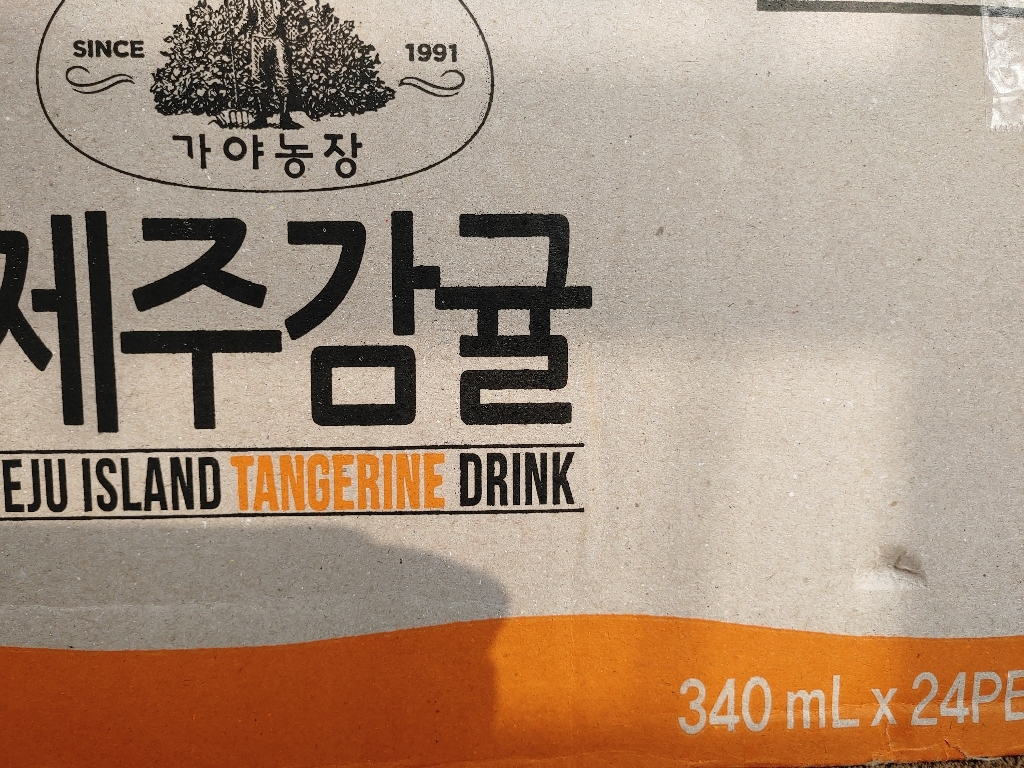 SINCE 1991
가야농장
제주감귤
EJU ISLAND TANGERINE DRINK
340 mL x 24PE